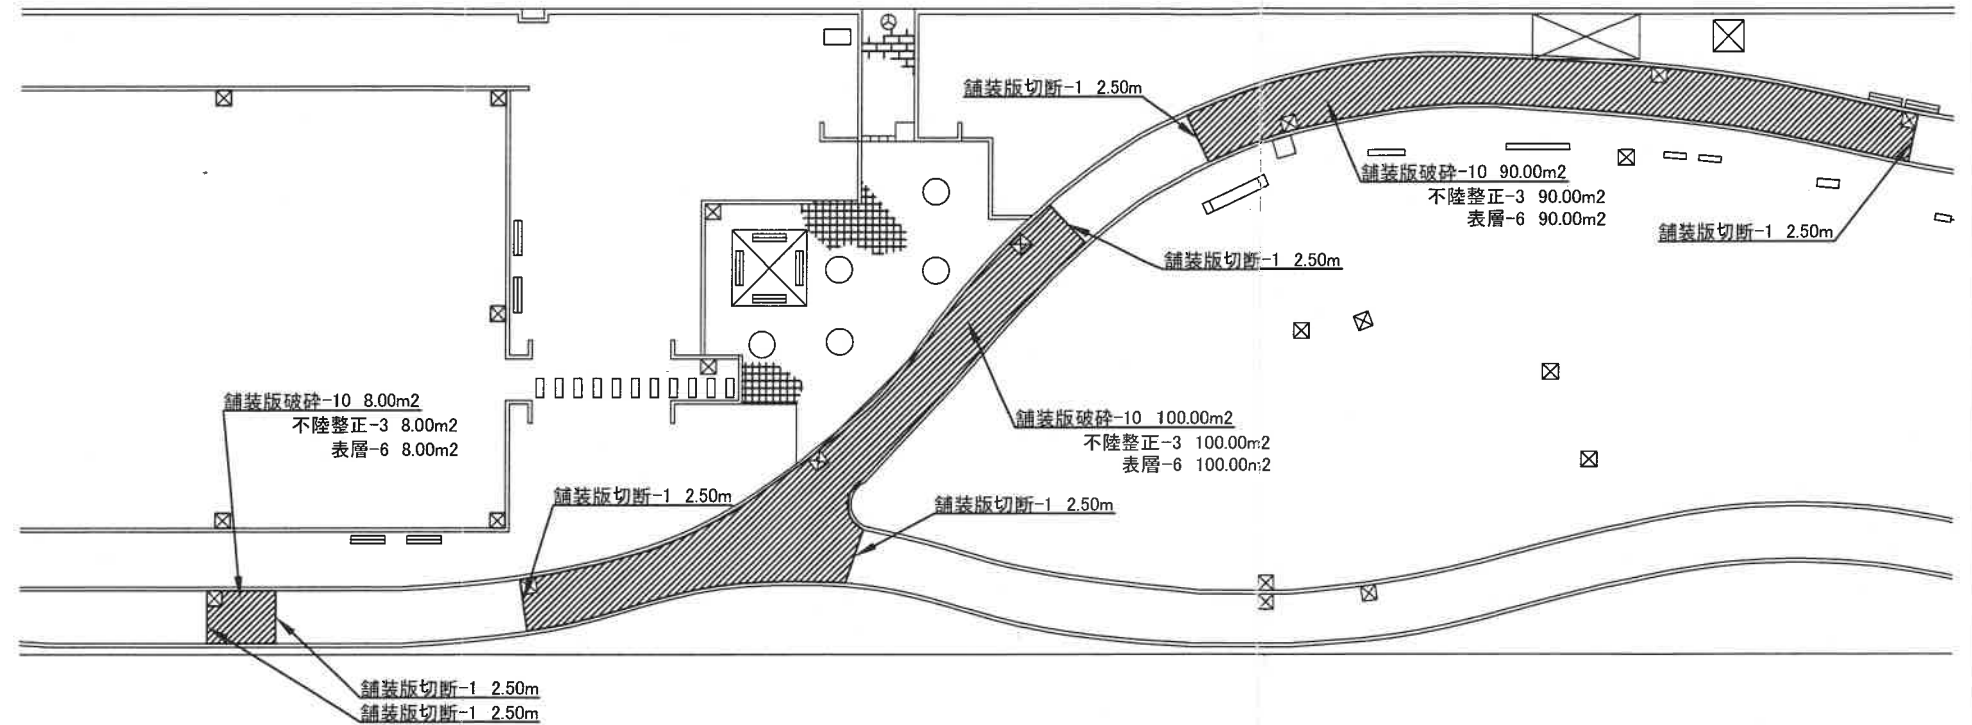 舗装版切断-1 2.50m
舗装版破砕-10 90.00m2
不陸整正-3 90.00m2
表層-6 90.00m2
舗装版切断-1 2.50m
舗装版切断-1 2.50m
舗装版破砕-10 8.00m2
不陸整正-3 8.00m2
表層-6 8.00m2
舗装版破砕-10 100.00m2
不陸整正-3 100.00m2
表層-6 100.00m2
舗装版切断-1 2.50m
舗装版切断-1 2.50m
舗装版切断-1 2.50m
舗装版切断-1 2.50m